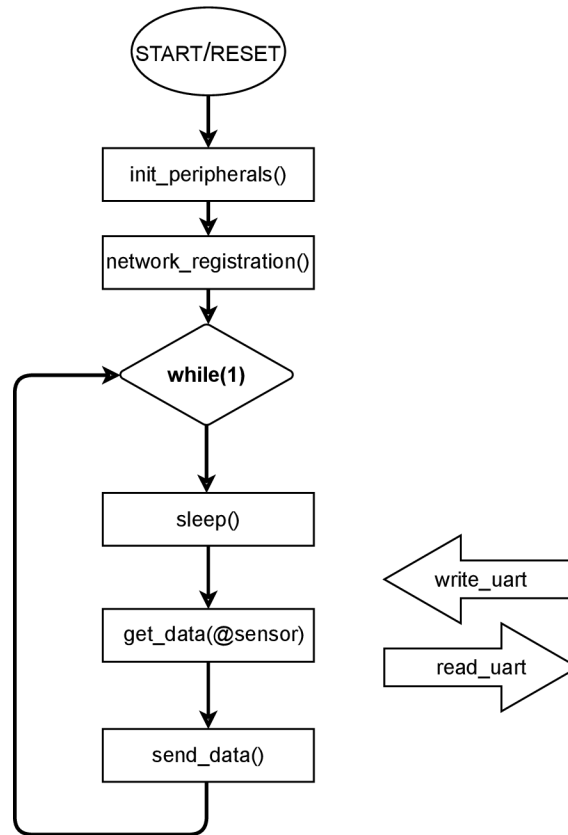 START/RESET
init_peripherals()
network_registration()
while(1)
sleep()
write_uart
get_data(@sensor)
read_uart
send_data()